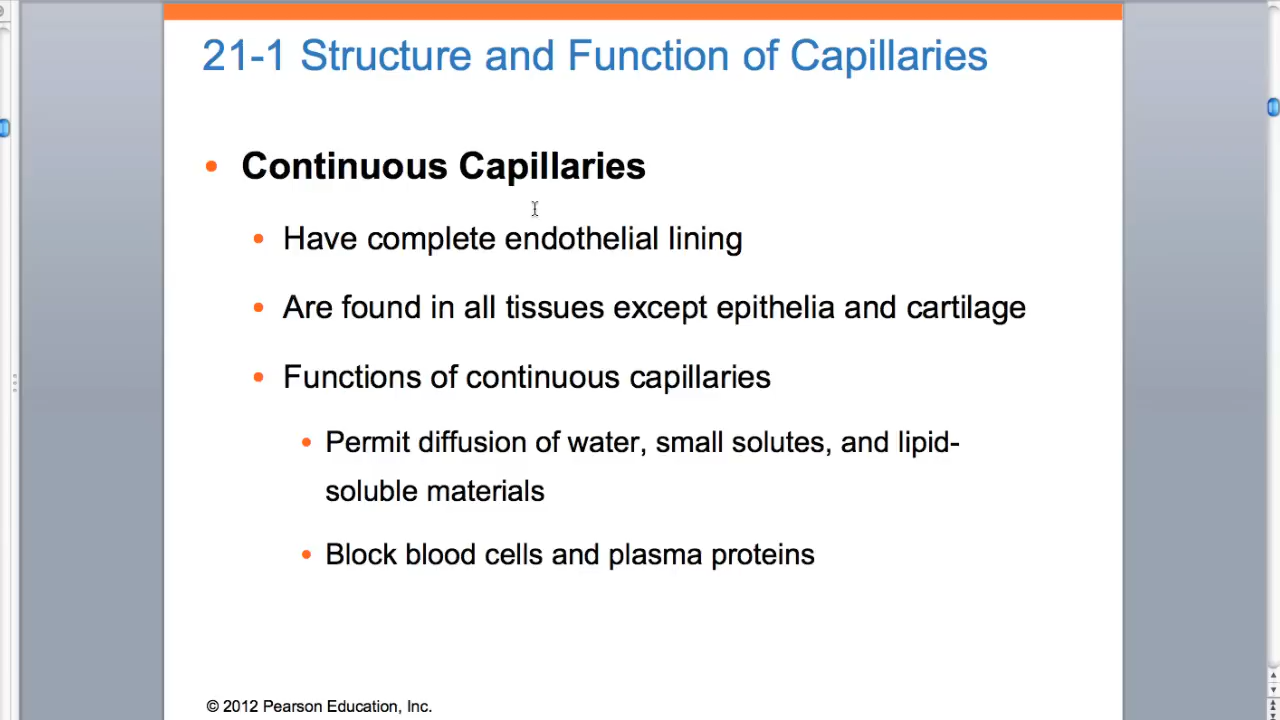 21-1 Structure and Function of Capillaries
• Continuous Capillaries
• Have complete endothelial lining
• Are found in all tissues except epithelia and cartilage
• Functions of continuous capillaries
• Permit diffusion of water, small solutes, and lipid-
soluble materials
• Block blood cells and plasma proteins
© 2012 Pearson Education, Inc.